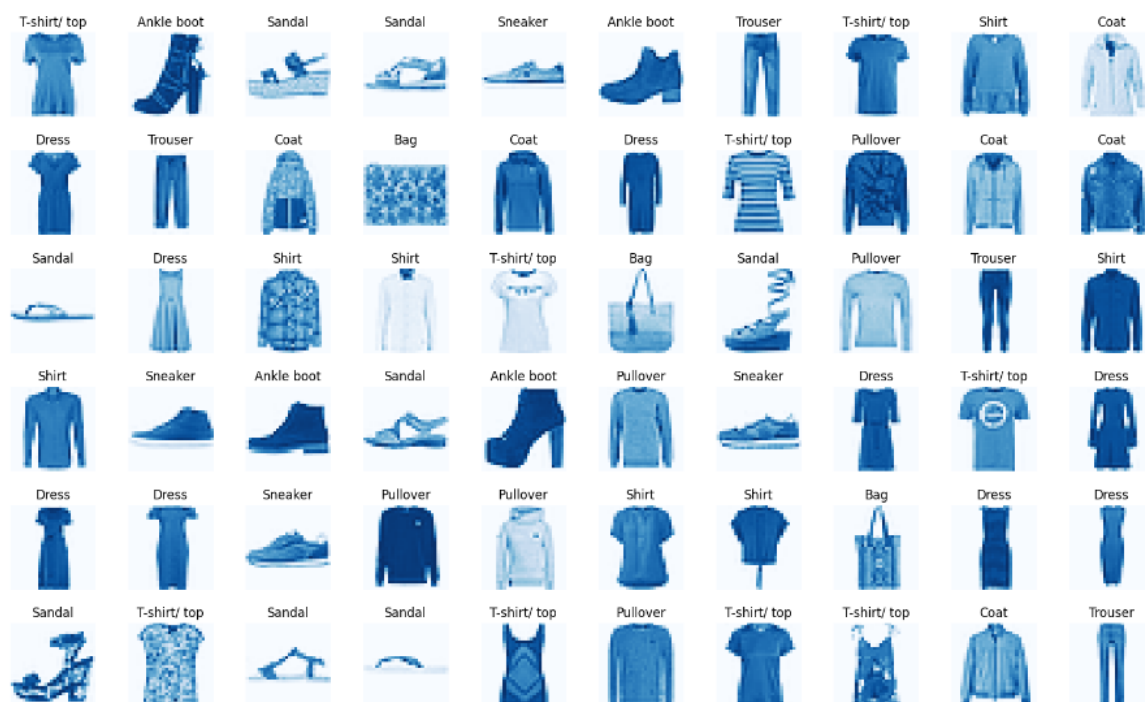 T-shirt/ top Ankle boot Sandal Sandal Sneaker Ankle boot Trouser T-shirt/ top Shirt Coat
Dress Trouser Coat Bag Coat Dress T-shirt/ top Pullover Coat Coat
Sandal Dress Shirt Shirt T-shirt/ top Bag Sandal Pullover Trouser Shirt
Shirt Sneaker Ankle boot Sandal Ankle boot Pullover Sneaker Dress T-shirt/ top Dress
Dress Dress Sneaker Pullover Pullover Shirt Shirt Bag Dress Dress
Sandal T-shirt/ top Sandal Sandal T-shirt/ top Pullover T-shirt/ top T-shirt/ top Coat Trouser